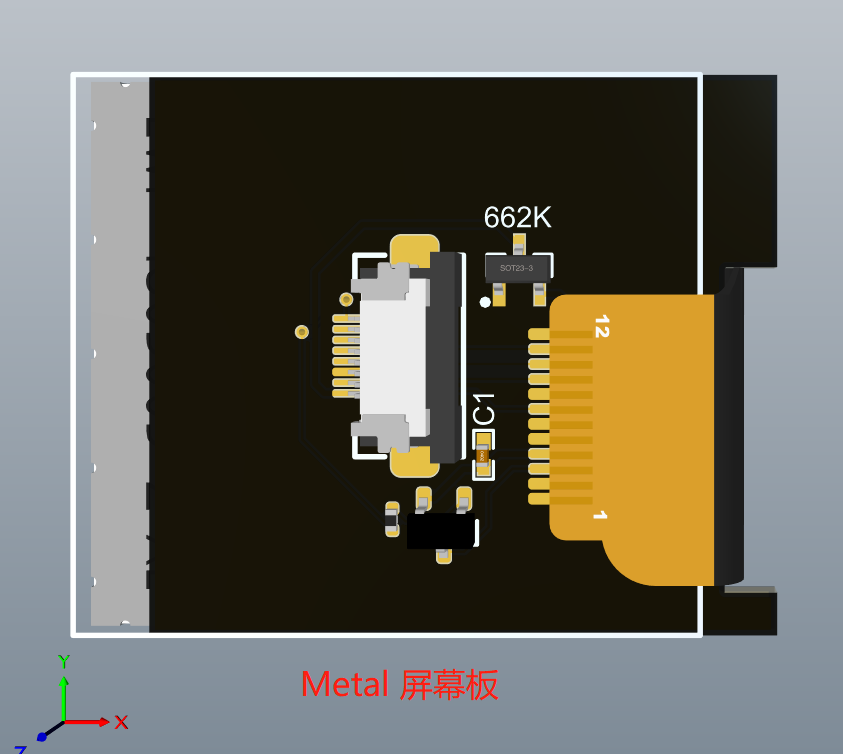 662K
SOT23-3
12
C1
1
Metal 屏幕板
Y
X
Z